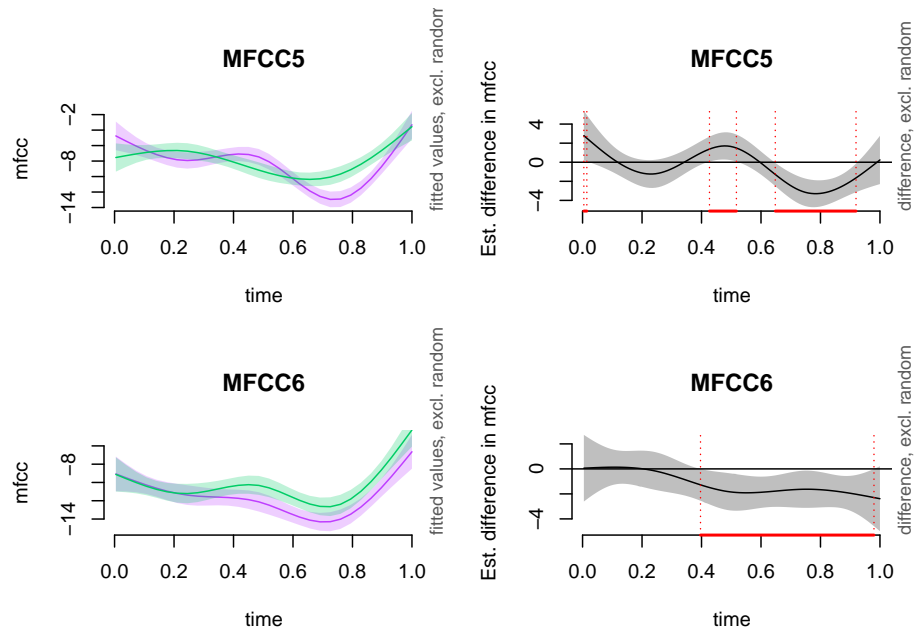 MFCC5
mfcc
−2
−8
−14
0.0 0.2 0.4 0.6 0.8 1.0
time
fitted values, excl. random
MFCC5
Est. difference in mfcc
4
0
−4
0.0 0.2 0.4 0.6 0.8 1.0
time
difference, excl. random
MFCC6
mfcc
−8
−14
0.0 0.2 0.4 0.6 0.8 1.0
time
fitted values, excl. random
MFCC6
Est. difference in mfcc
0
−4
0.0 0.2 0.4 0.6 0.8 1.0
time
difference, excl. random